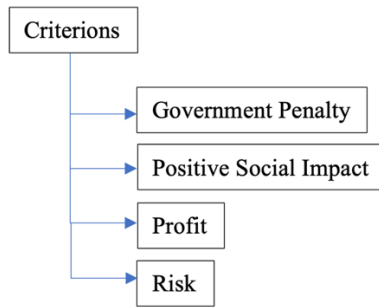 Criterions
Government Penalty
Positive Social Impact
Profit
Risk